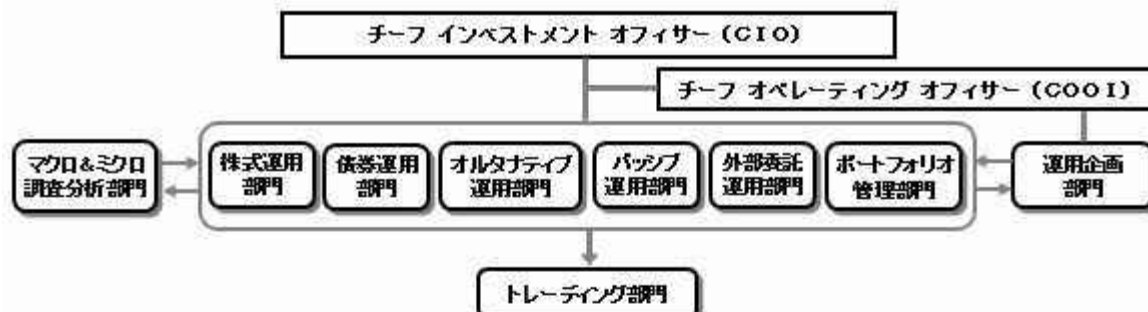 チーフ インベストメント オフィサー (CIO)
チーフ オペレーティング オフィサー (COOI)
マクロ&ミクロ
調査分析部門
株式運用
部門
債券運用
部門
オルタナティブ
運用部門
パッシブ
運用部門
外部委託
運用部門
ポートフォリオ
管理部門
運用企画
部門
トレーディング部門